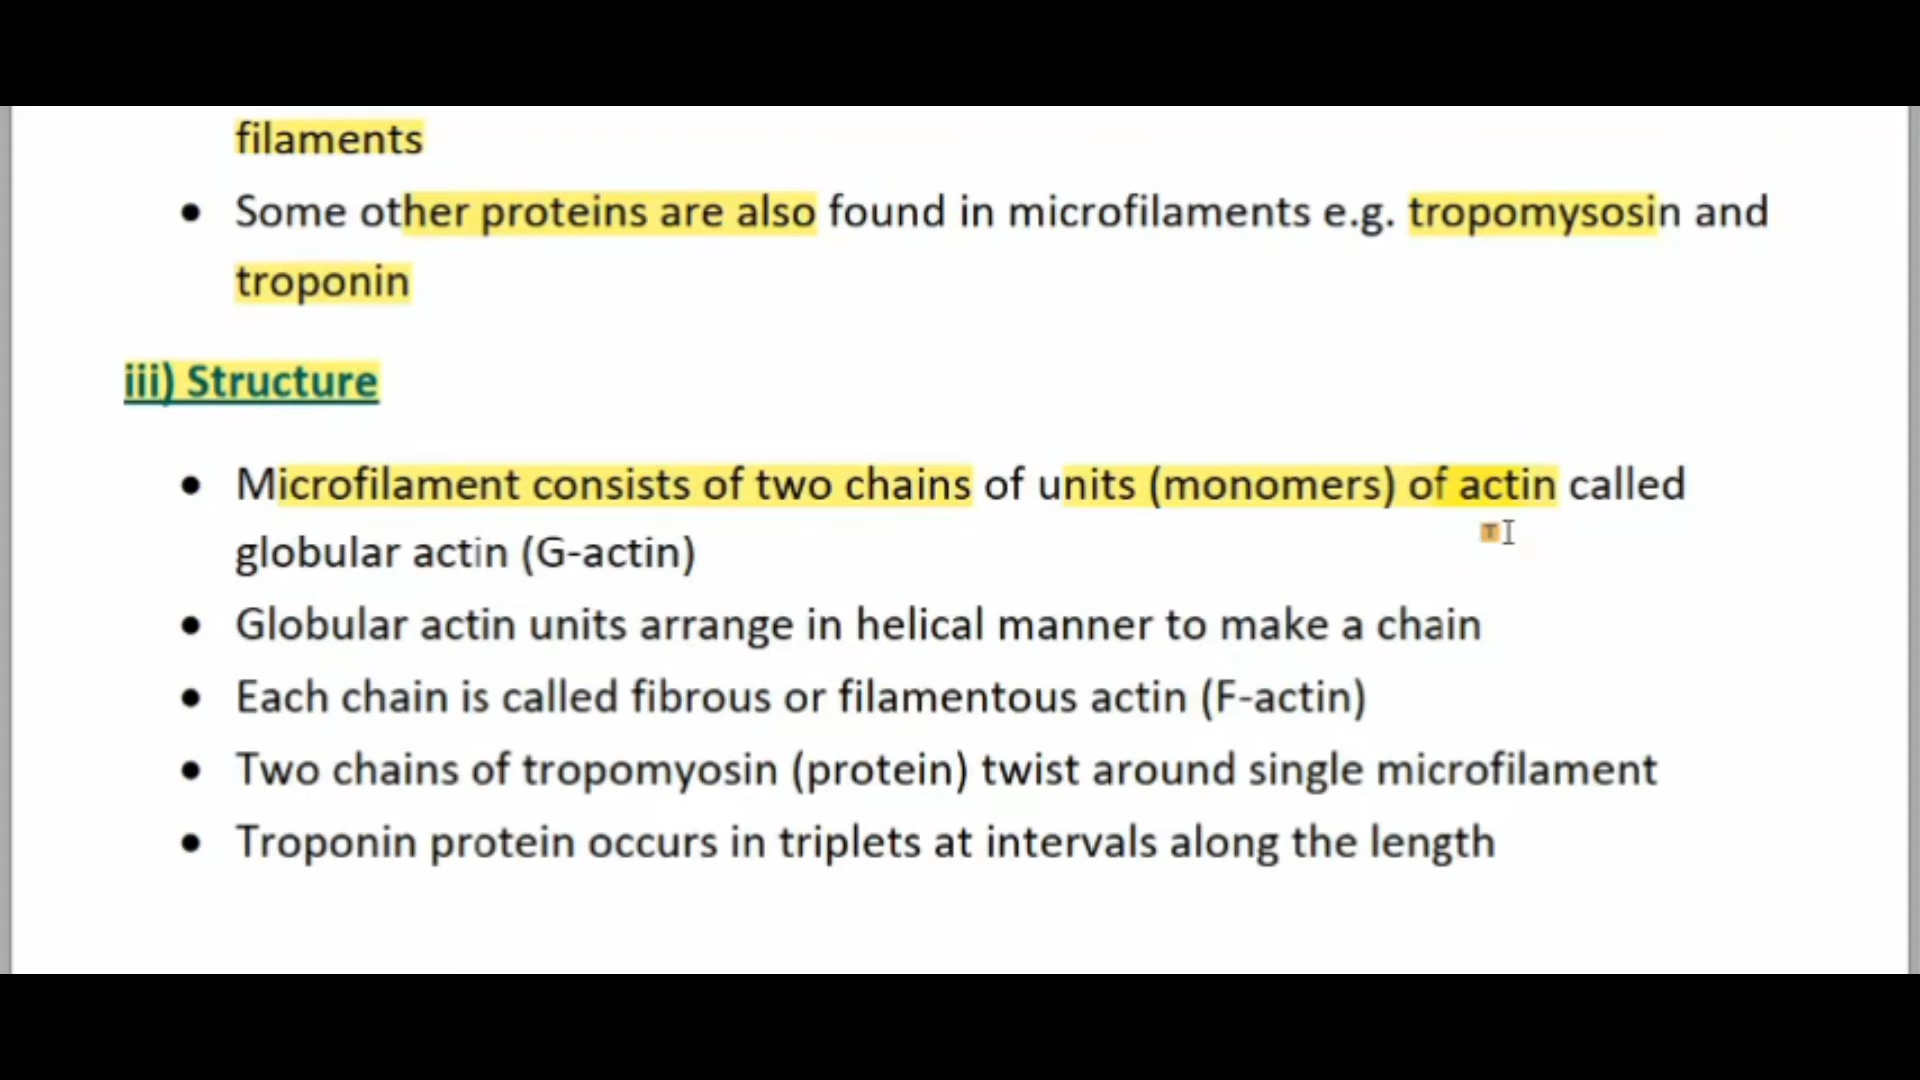 filaments
• Some other proteins are also found in microfilaments e.g. tropomysosin and
troponin
iii) Structure
• Microfilament consists of two chains of units (monomers) of actin called
globular actin (G-actin)
• Globular actin units arrange in helical manner to make a chain
• Each chain is called fibrous or filamentous actin (F-actin)
• Two chains of tropomyosin (protein) twist around single microfilament
• Troponin protein occurs in triplets at intervals along the length